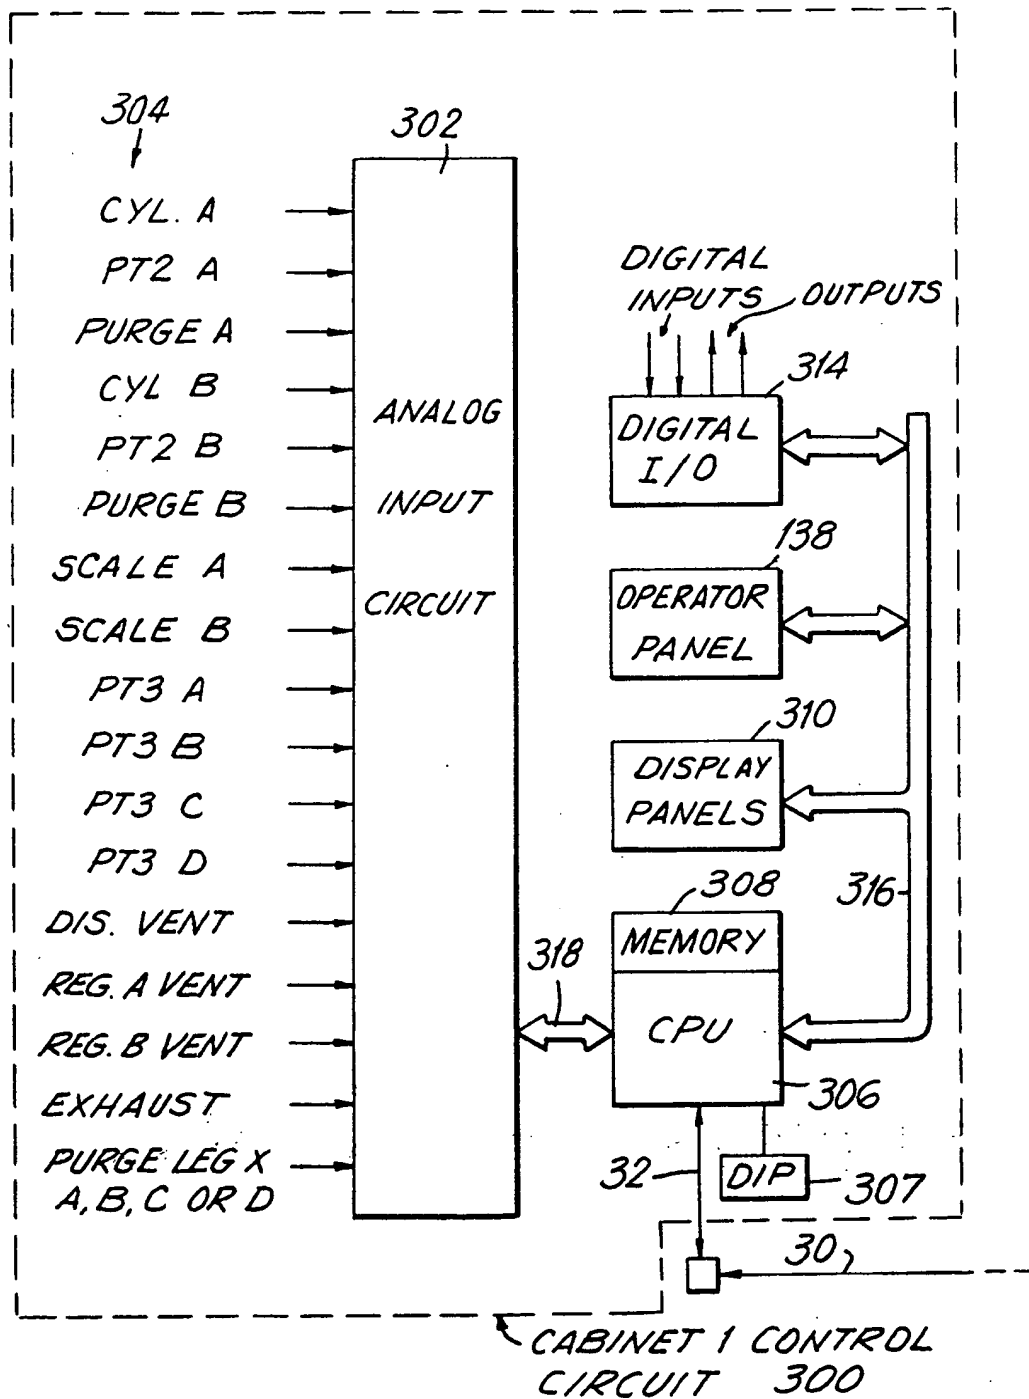 304
302
CYL. A
PT2 A
PURGE A
CYL B
PT2 B
PURGE B
SCALE A
SCALE B
PT3 A
PT3 B
PT3 C
PT3 D
DIS. VENT
REG. A VENT
REG. B VENT
EXHAUST
PURGE LEG X
A, B, C OR D
ANALOG
INPUT
CIRCUIT
DIGITAL
INPUTS
OUTPUTS
314
DIGITAL
I/O
138
OPERATOR
PANEL
310
DISPLAY
PANELS
316
308
MEMORY
318
CPU
306
32
DIP
307
30
CABINET 1 CONTROL
CIRCUIT 300